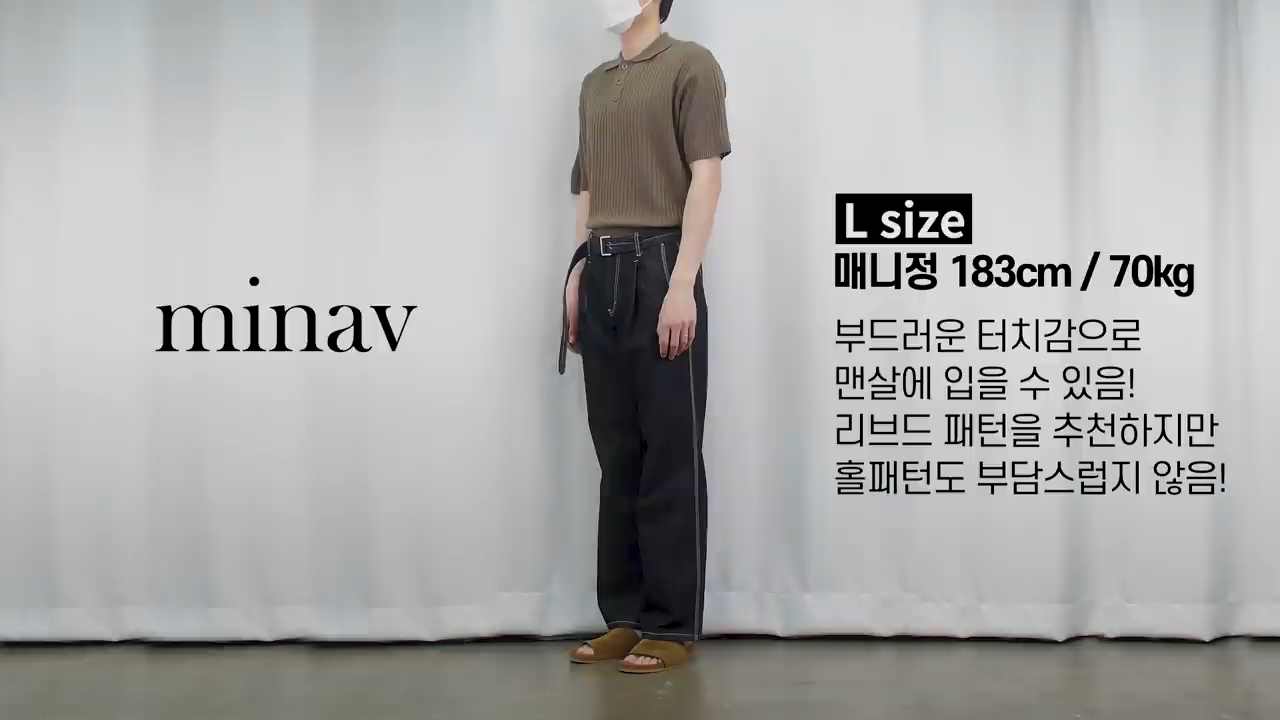 minav
L size
매니정 183cm / 70kg
부드러운 터치감으로
맨살에 입을 수 있음!
리브드 패턴을 추천하지만
홀패턴도 부담스럽지 않음!